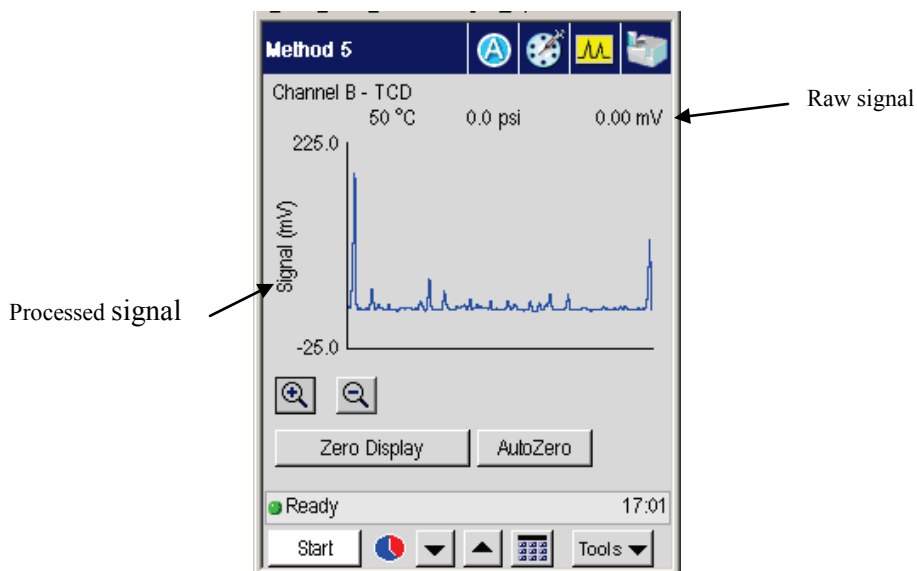 Method 5
Channel B - TCD
50 °C 0.0 psi 0.00 mV
Raw signal
225.0
Signal (mV)
Processed signal
-25.0
Zero Display AutoZero
Ready 17:01
Start Tools